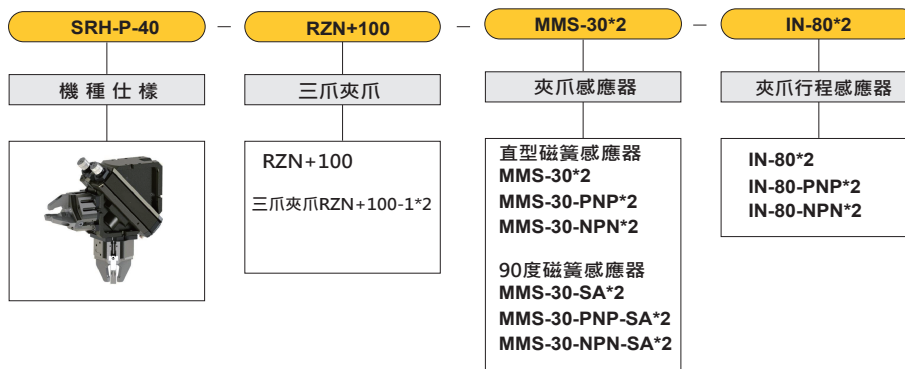 SRH-P-40 – RZN+100 – MMS-30*2 – IN-80*2
機種仕樣
三爪夾爪
夾爪感應器
夾爪行程感應器
RZN+100
三爪夾爪RZN+100-1*2
直型磁簧感應器
MMS-30*2
MMS-30-PNP*2
MMS-30-NPN*2
90度磁簧感應器
MMS-30-SA*2
MMS-30-PNP-SA*2
MMS-30-NPN-SA*2
IN-80*2
IN-80-PNP*2
IN-80-NPN*2